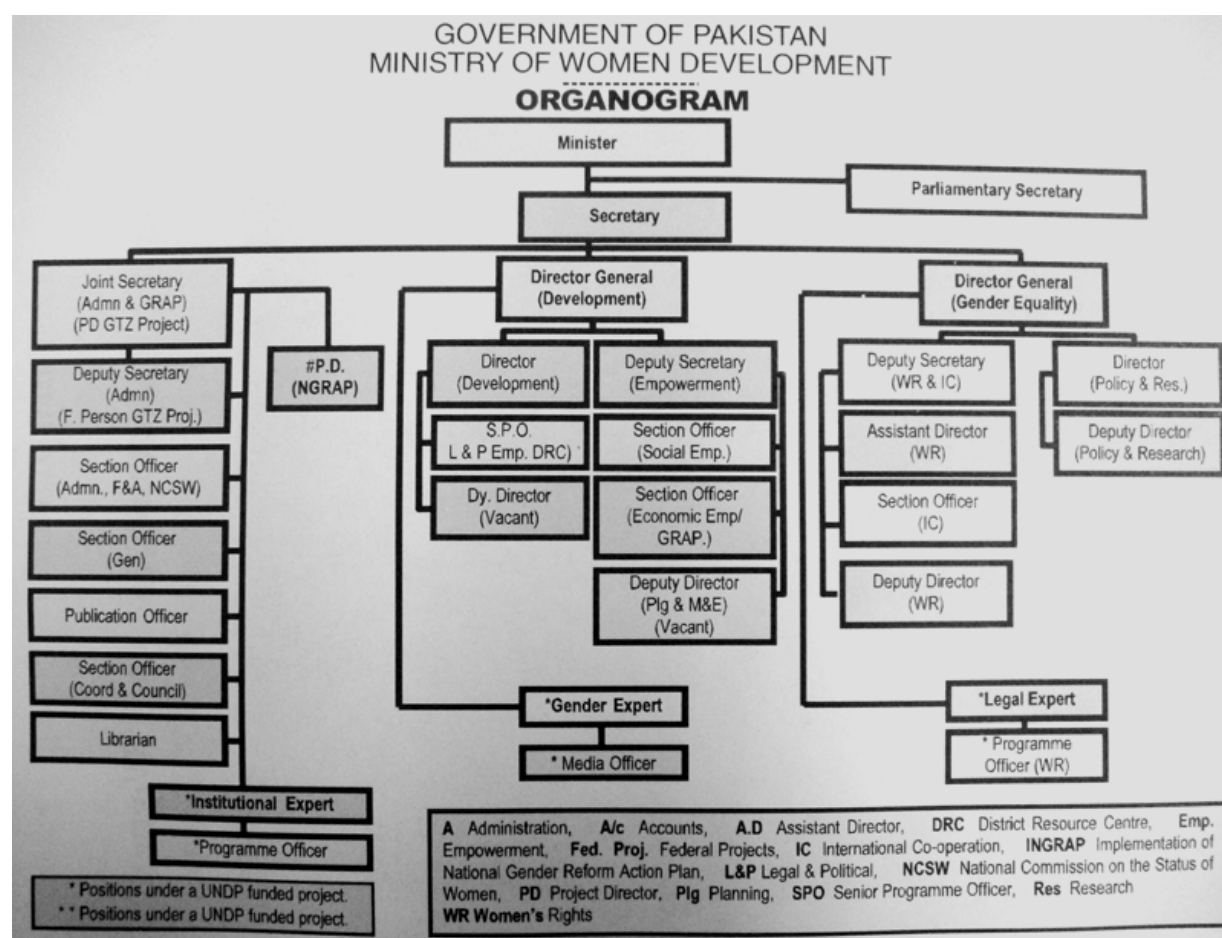 GOVERNMENT OF PAKISTAN
MINISTRY OF WOMEN DEVELOPMENT
ORGANOGRAM
Minister
Parliamentary Secretary
Secretary
Joint Secretary
(Admn & GRAP)
(PD GTZ Project)
Director General
(Development)
Director General
(Gender Equality)
#P.D.
(NGRAP)
Deputy Secretary
(Admn)
(F. Person GTZ Proj.)
Section Officer
(Admn., F&A, NCSW)
Section Officer
(Gen)
Publication Officer
Section Officer
(Coord & Council)
Librarian
*Institutional Expert
*Programme Officer
Director
(Development)
S.P.O.
L & P Emp. DRC)
Dy. Director
(Vacant)
Deputy Secretary
(Empowerment)
Section Officer
(Social Emp.)
Section Officer
(Economic Emp/
GRAP.)
Deputy Director
(Plg & M&E)
(Vacant)
*Gender Expert
* Media Officer
Deputy Secretary
(WR & IC)
Assistant Director
(WR)
Section Officer
(IC)
Deputy Director
(WR)
Director
(Policy & Res.)
Deputy Director
(Policy & Research)
*Legal Expert
* Programme
Officer (WR)
* Positions under a UNDP funded project.
* * Positions under a UNDP funded project.
A Administration, A/c Accounts, A.D Assistant Director, DRC District Resource Centre, Emp.
Empowerment, Fed. Proj. Federal Projects, IC International Co-operation, INGRAP Implementation of
National Gender Reform Action Plan, L&P Legal & Political, NCSW National Commission on the Status of
Women, PD Project Director, Plg Planning, SPO Senior Programme Officer, Res Research
WR Women's Rights